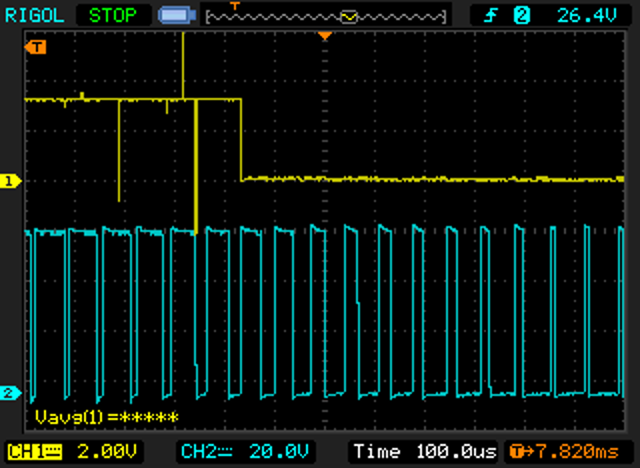 RIGOL STOP T 2 26.4V
T
1
2
Vavg(1)=*****
CH1 2.00V CH2 20.0V Time 100.0us T→7.820ms